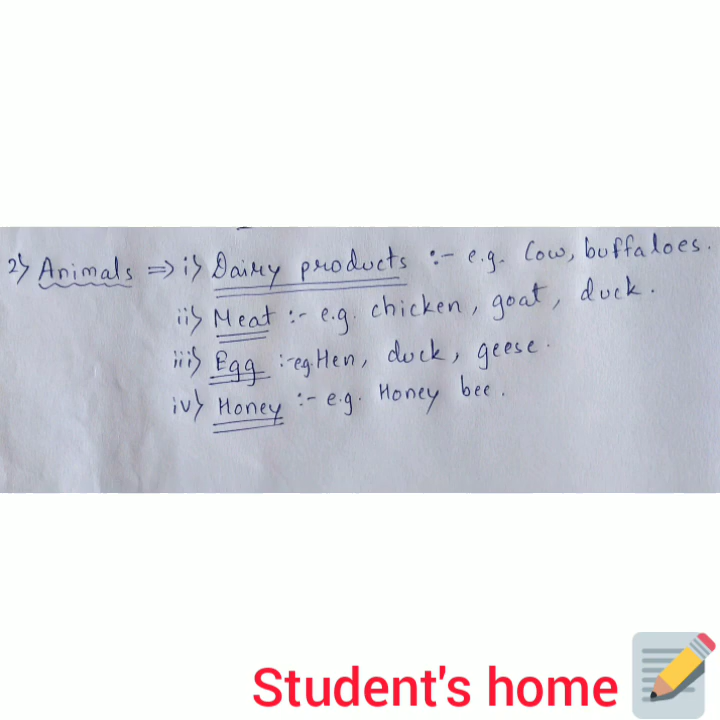 2) Animals ⇒ i) Dairy products :- e.g. Cow, buffaloes.
ii) Meat :- e.g. chicken, goat, duck.
iii) Egg :- eg. Hen, duck, geese.
iv) Honey :- e.g. Honey bee.
Student's home